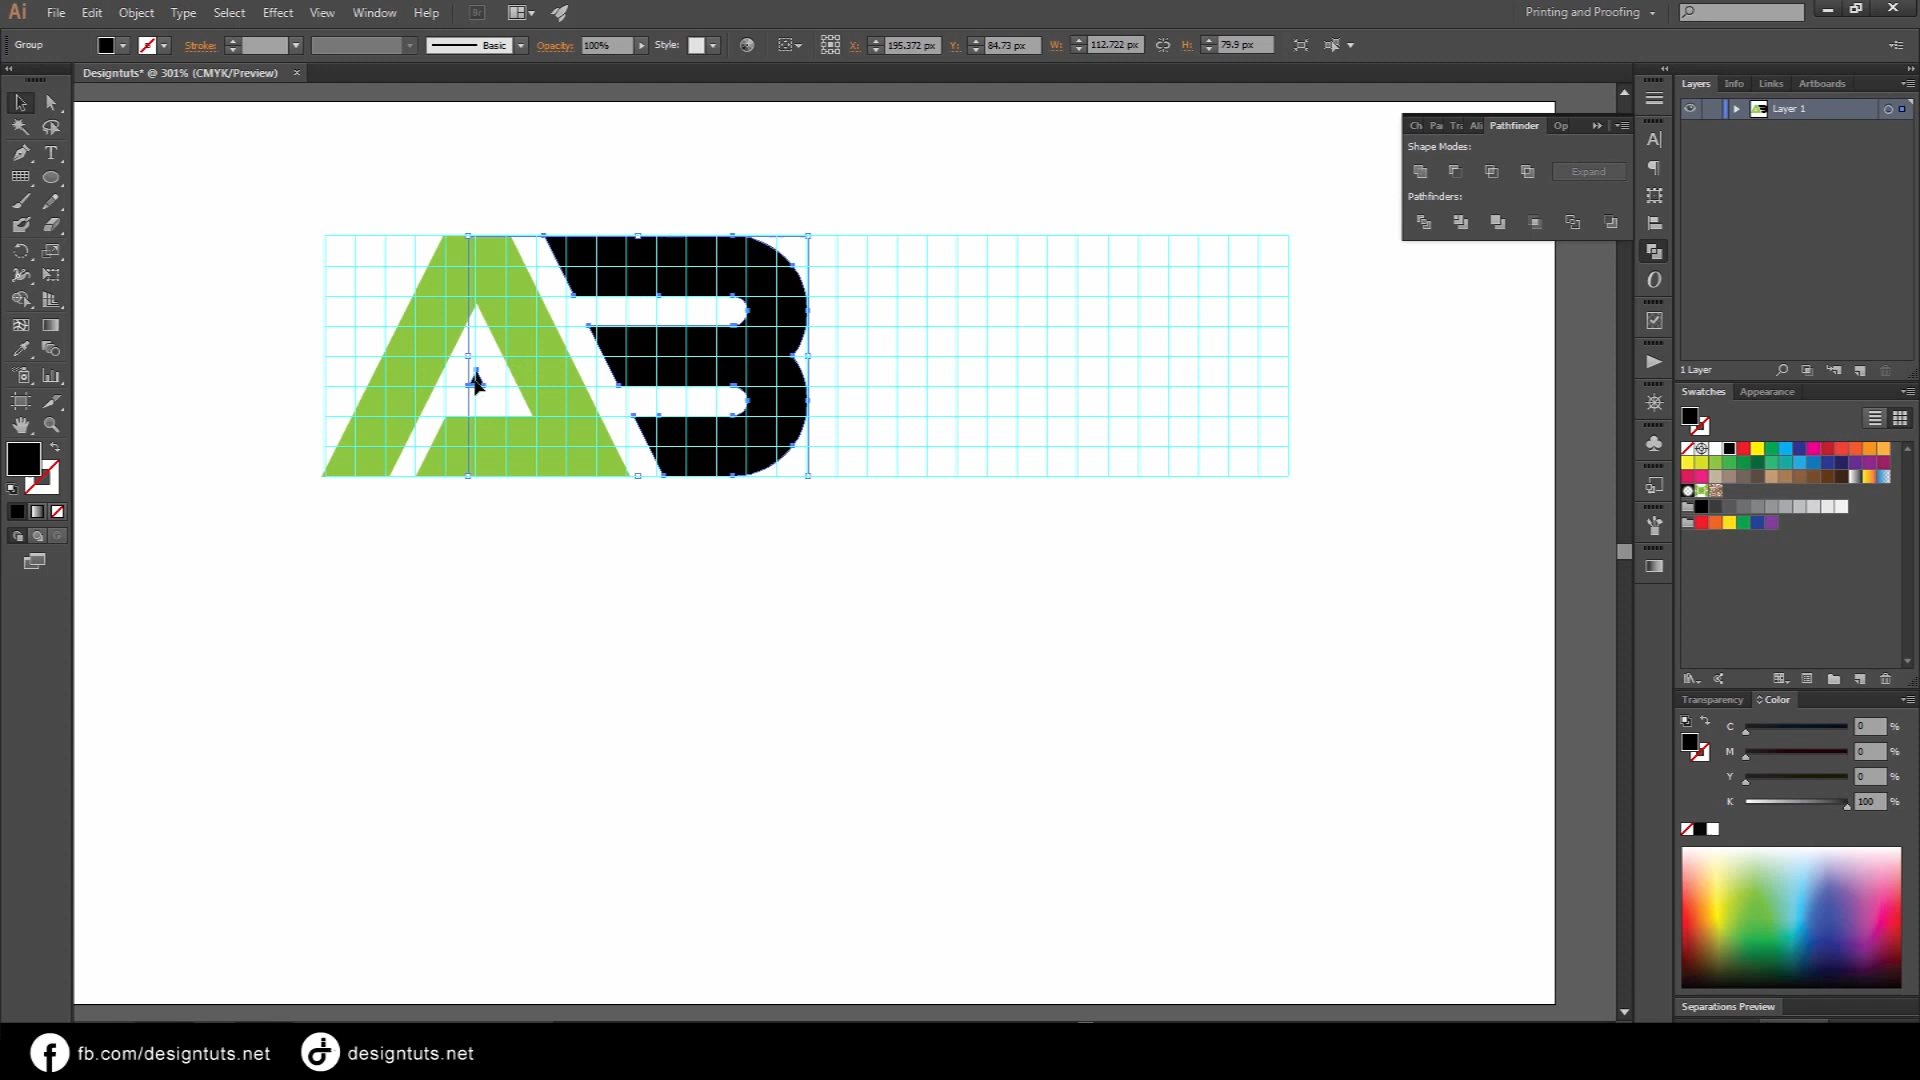 Ai File Edit Object Type Select Effect View Window Help Br Printing and Proofing
Group Stroke: Basic Opacity: 100% Style: X: 195.372 px Y: 84.73 px W: 112.722 px H: 79.9 px
Designtuts* @ 301% (CMYK/Preview) ×
Layers Info Links Artboards
Layer 1
Ch Pa Tr Ali Pathfinder Op
Shape Modes:
Expand
Pathfinders:
1 Layer
Swatches Appearance
Transparency Color
C 0 %
M 0 %
Y 0 %
K 100 %
Separations Preview
AB
fb.com/designtuts.net designtuts.net